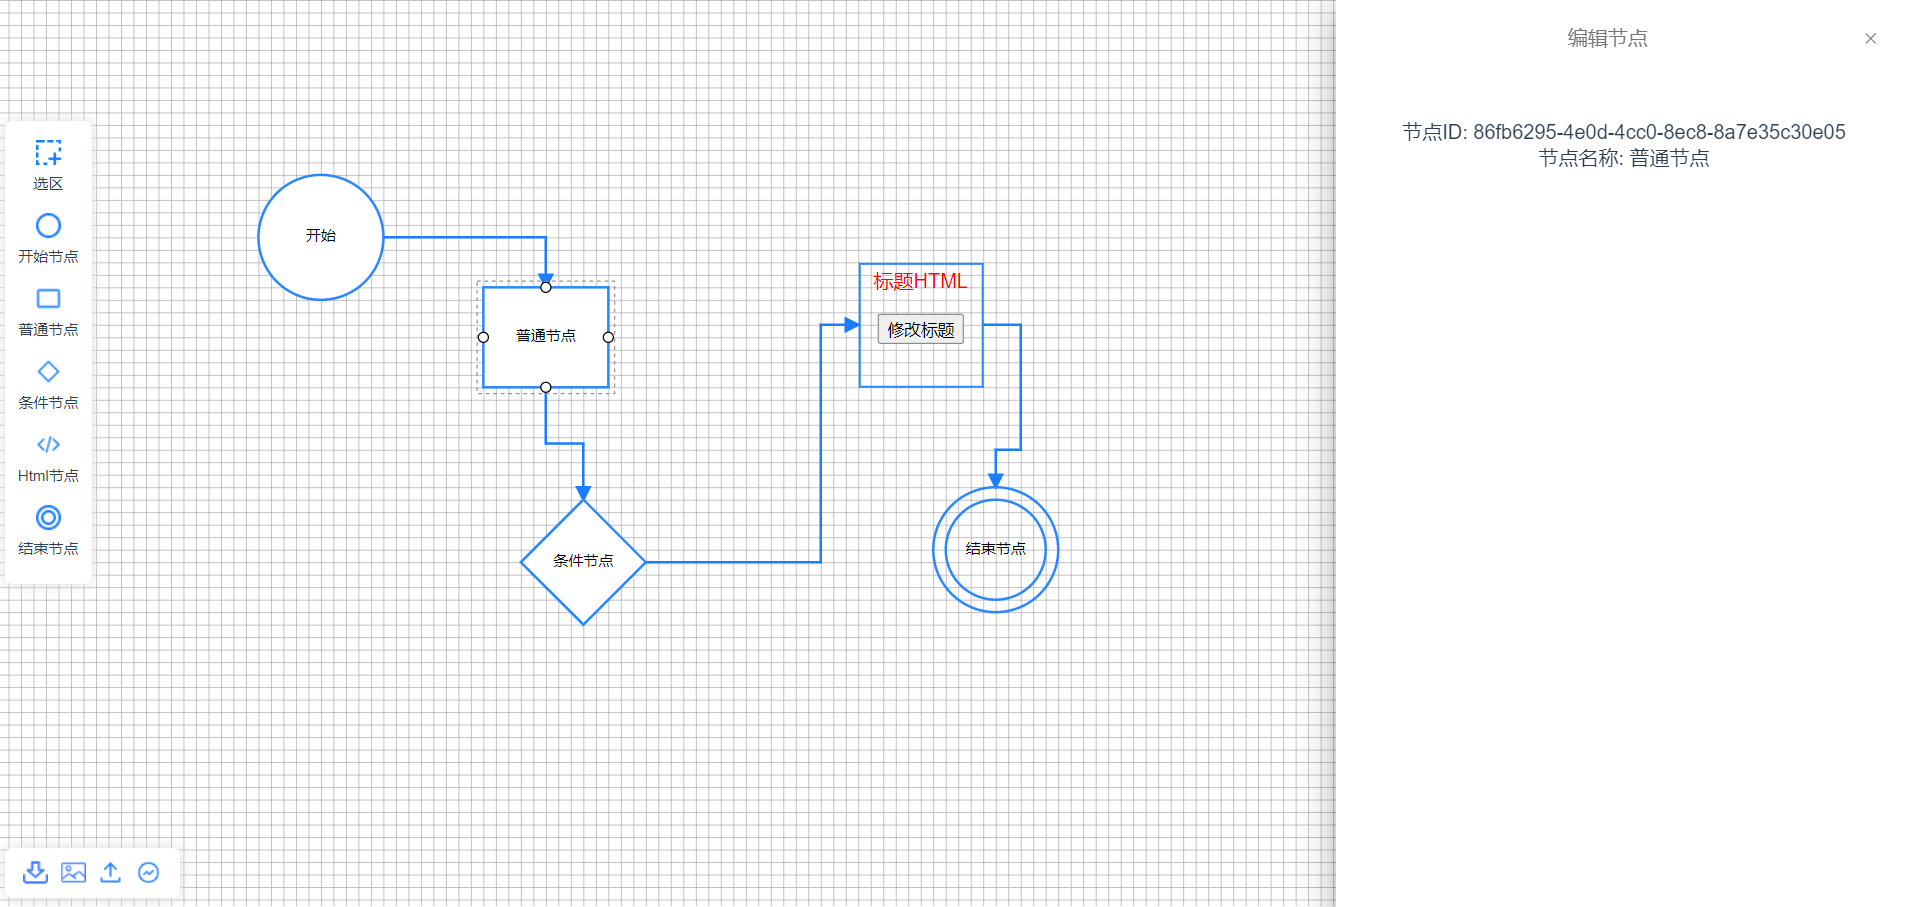 选区
开始节点
普通节点
条件节点
Html节点
结束节点
开始
普通节点
条件节点
标题HTML
修改标题
结束节点
编辑节点
节点ID: 86fb6295-4e0d-4cc0-8ec8-8a7e35c30e05
节点名称: 普通节点